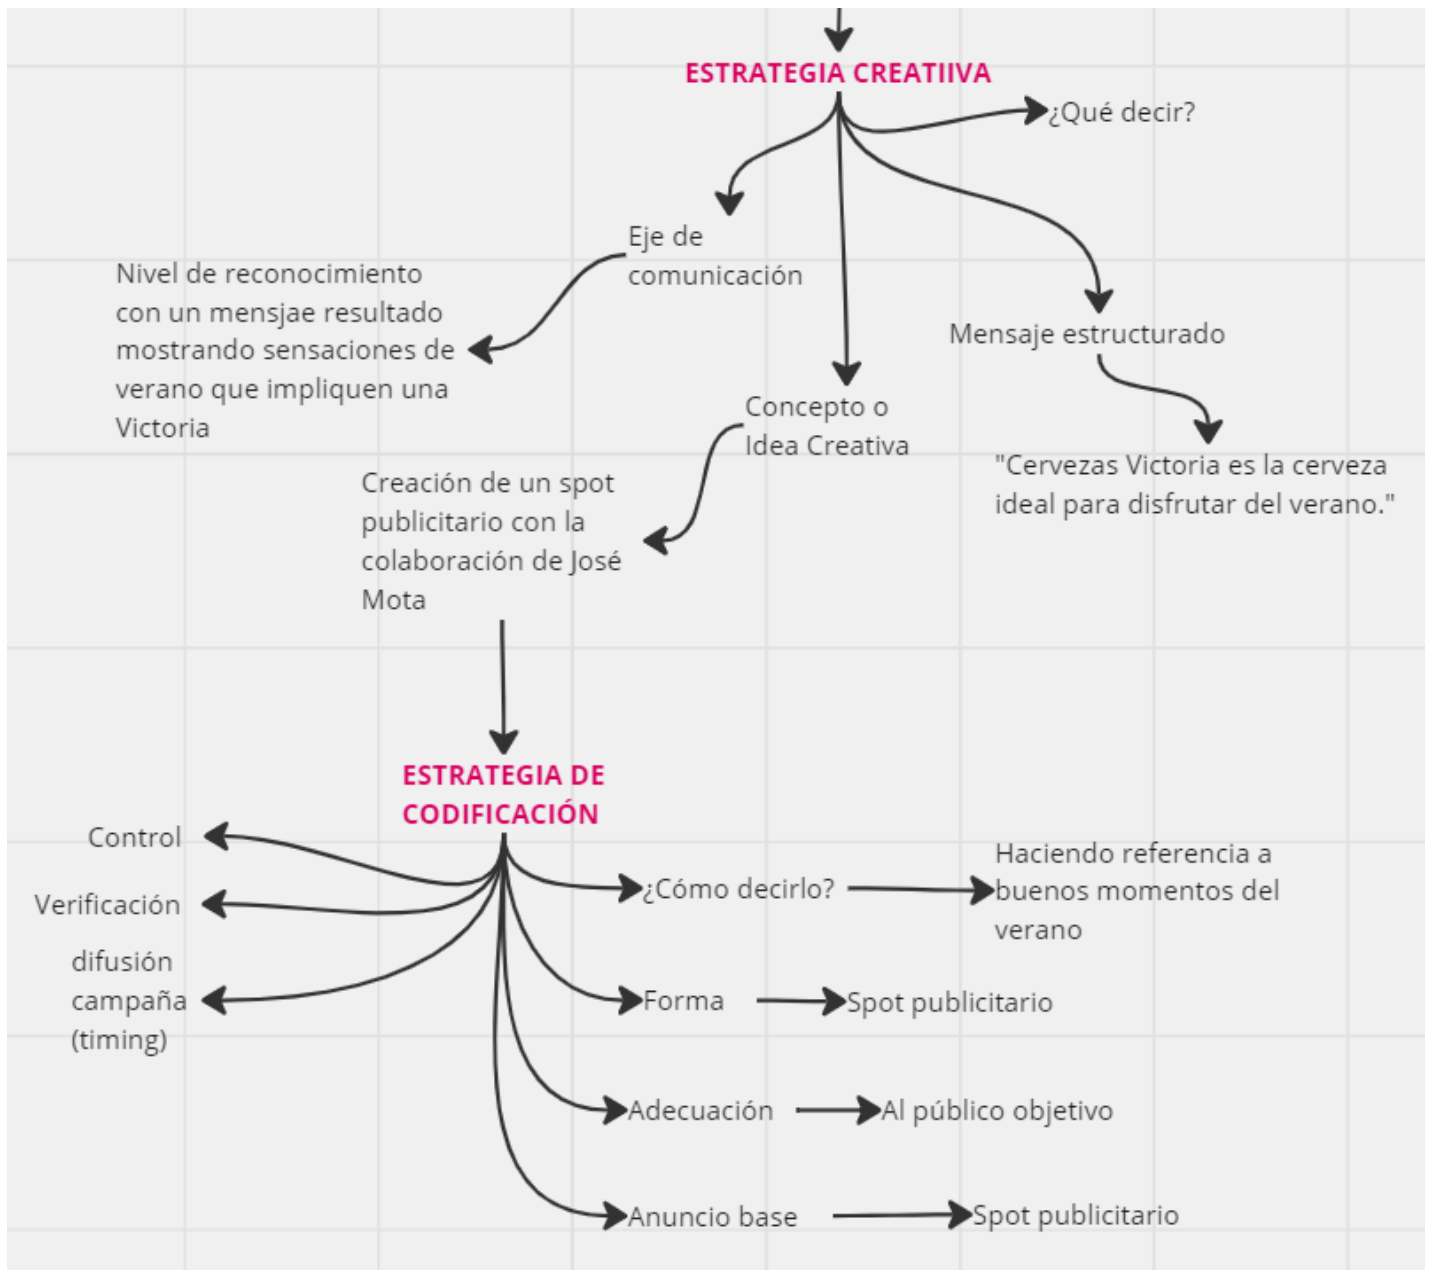 ESTRATEGIA CREATIIVA
¿Qué decir?
Eje de
comunicación
Nivel de reconocimiento
con un mensjae resultado
mostrando sensaciones de
verano que impliquen una
Victoria
Mensaje estructurado
Concepto o
Idea Creativa
"Cervezas Victoria es la cerveza
ideal para disfrutar del verano."
Creación de un spot
publicitario con la
colaboración de José
Mota
ESTRATEGIA DE
CODIFICACIÓN
Control
Verificación
difusión
campaña
(timing)
¿Cómo decirlo?
Haciendo referencia a
buenos momentos del
verano
Forma
Spot publicitario
Adecuación
Al público objetivo
Anuncio base
Spot publicitario